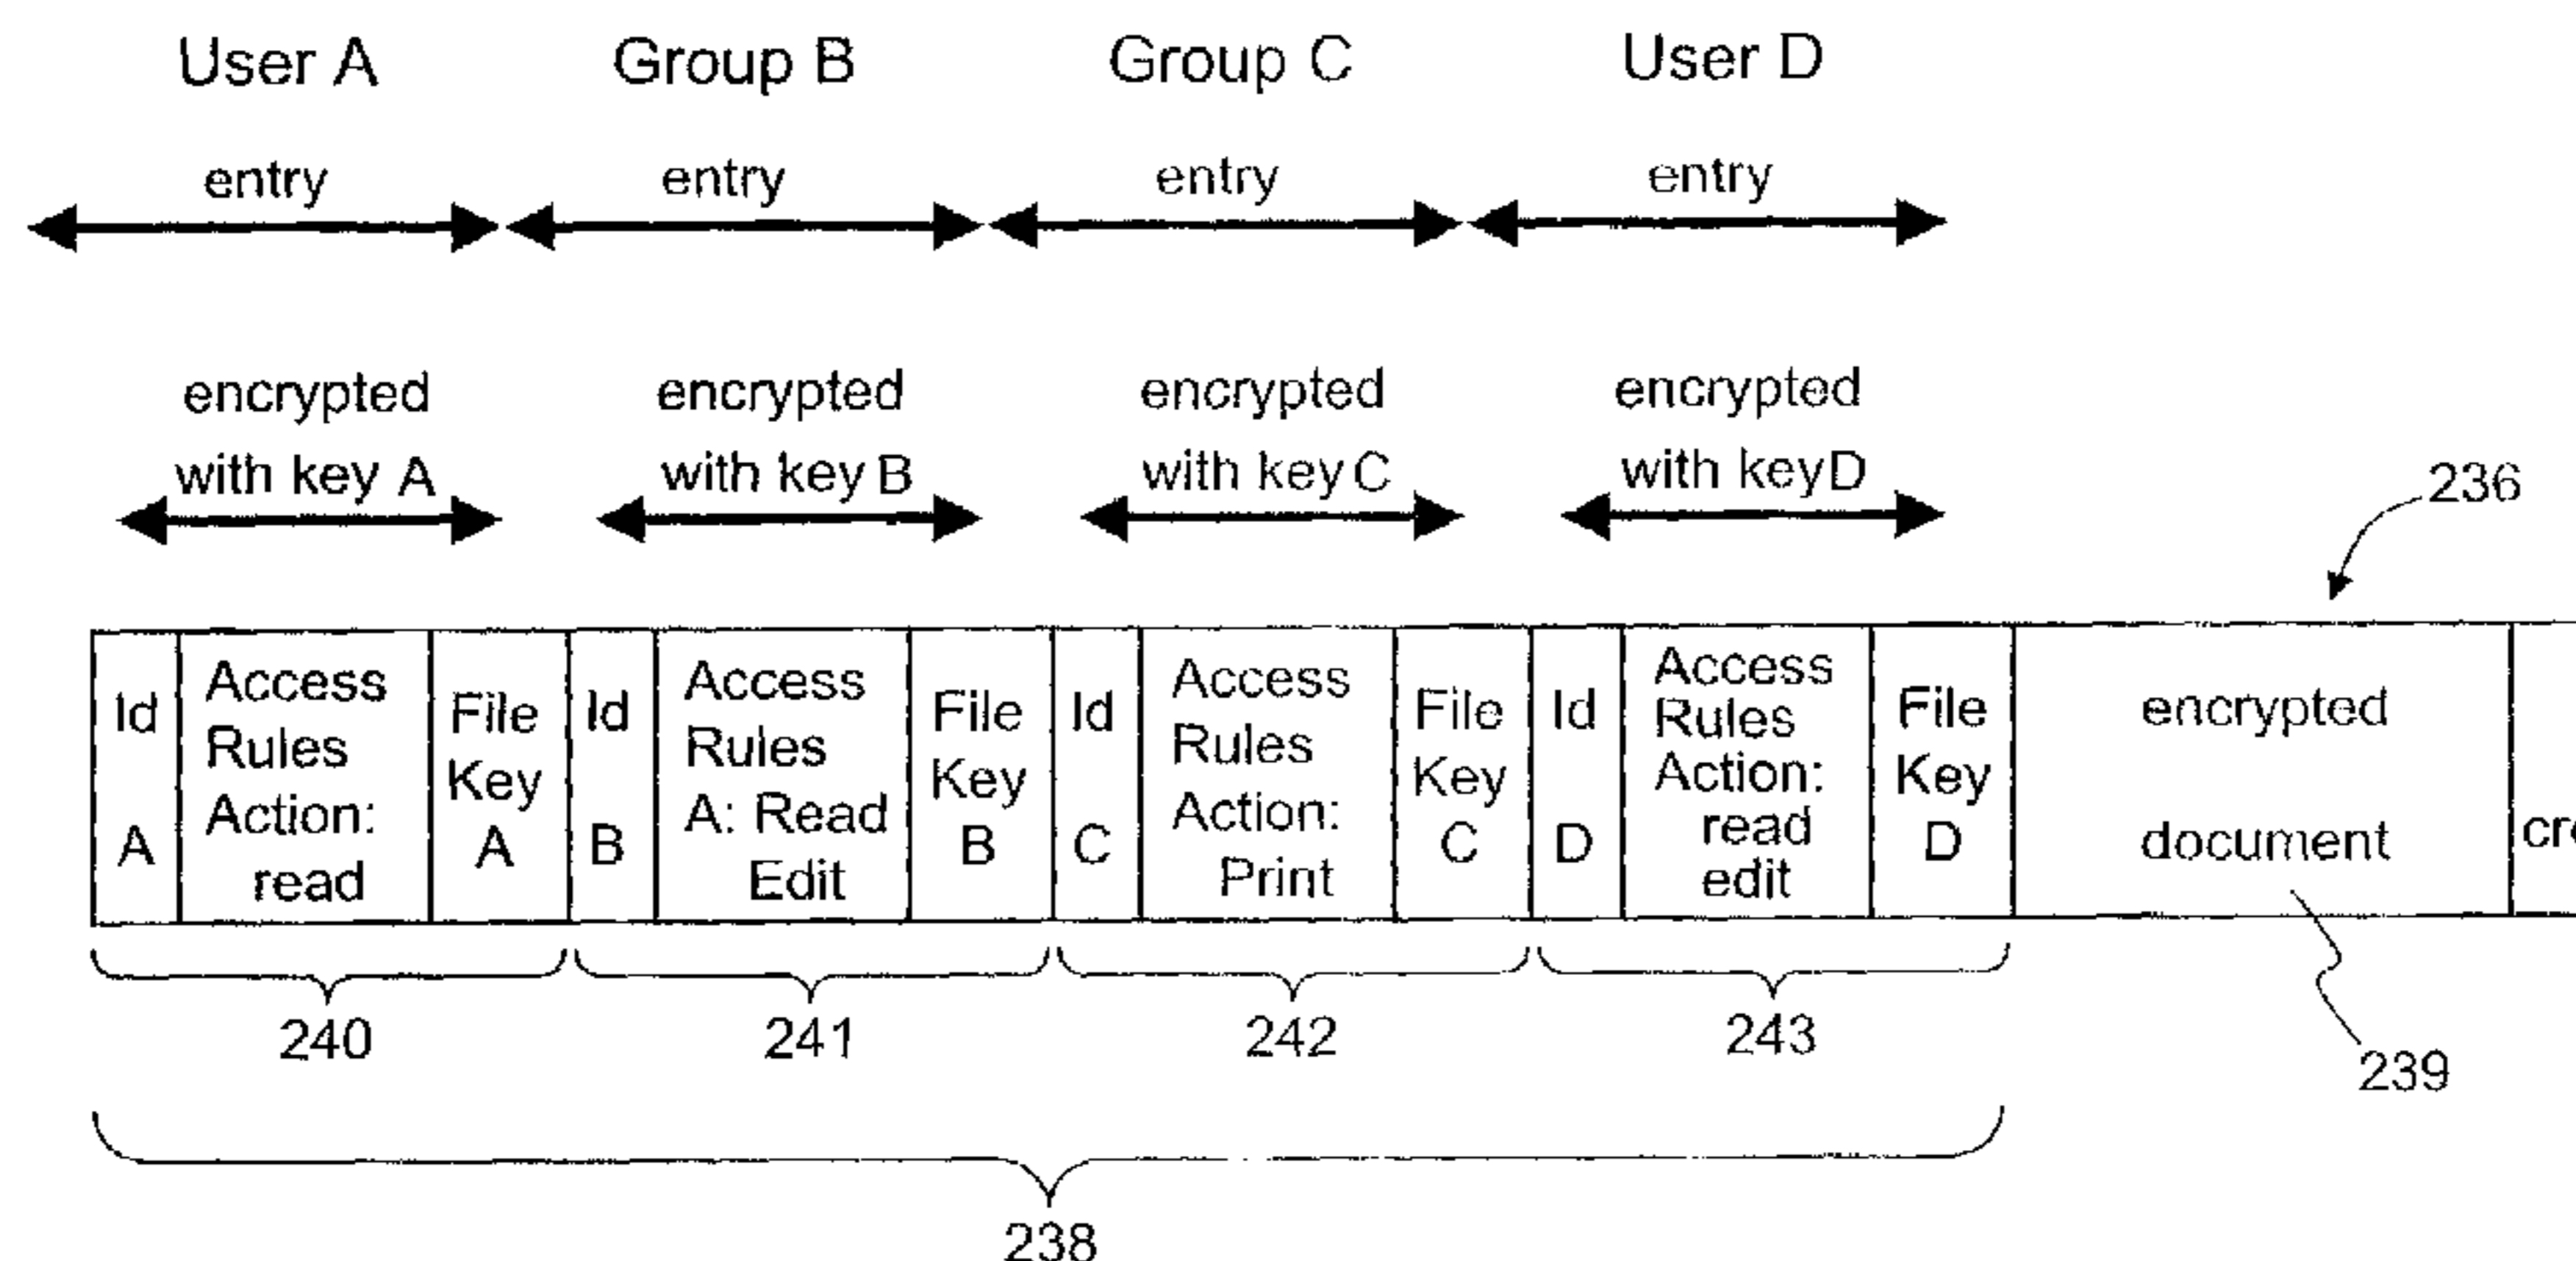 User A Group B Group C User D
entry entry entry entry
encrypted encrypted encrypted encrypted
with key A with key B with key C with key D
236
Id A
Access
Rules
Action:
read
File
Key
A
Id B
Access
Rules
A: Read
Edit
File
Key
B
Id C
Access
Rules
Action:
Print
File
Key
C
Id D
Access
Rules
Action:
read
edit
File
Key
D
encrypted
document
240 241 242 243
239
238